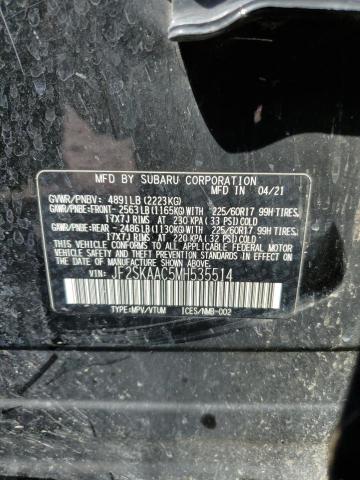 MFD BY SUBARU CORPORATION
MFD IN 04/21
GVWR/PNBV: 4891LB(2223KG)
GAWR/PNBE:FRONT-2563LB(1165KG)WITH 225/60R17 99H TIRES,
17X7J RIMS AT 230 KPA(33 PSI)COLD
GAWR/PNBE:REAR -2486LB(1130KG)WITH 225/60R17 99H TIRES,
17X7J RIMS AT 220 KPA(32 PSI)COLD
THIS VEHICLE CONFORMS TO ALL APPLICABLE FEDERAL MOTOR
VEHICLE SAFETY
THEFT PREVENTION STANDARDS IN EFFECT ON THE DATE OF
MANUFACTURE SHOWN ABOVE.
VIN: JF2SKAAC5MH535514
TYPE:MPV/VTUM ICES/NMB-002